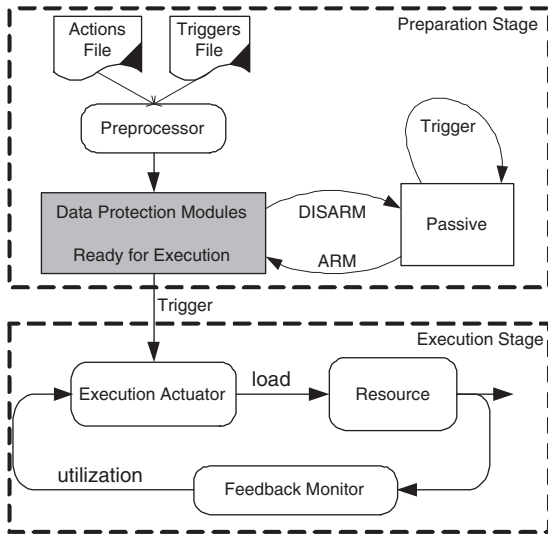 Actions
File
Triggers
File
Preparation Stage
Preprocessor
Trigger
Data Protection Modules
Ready for Execution
DISARM
Passive
ARM
Trigger
Execution Stage
Execution Actuator
load
Resource
utilization
Feedback Monitor